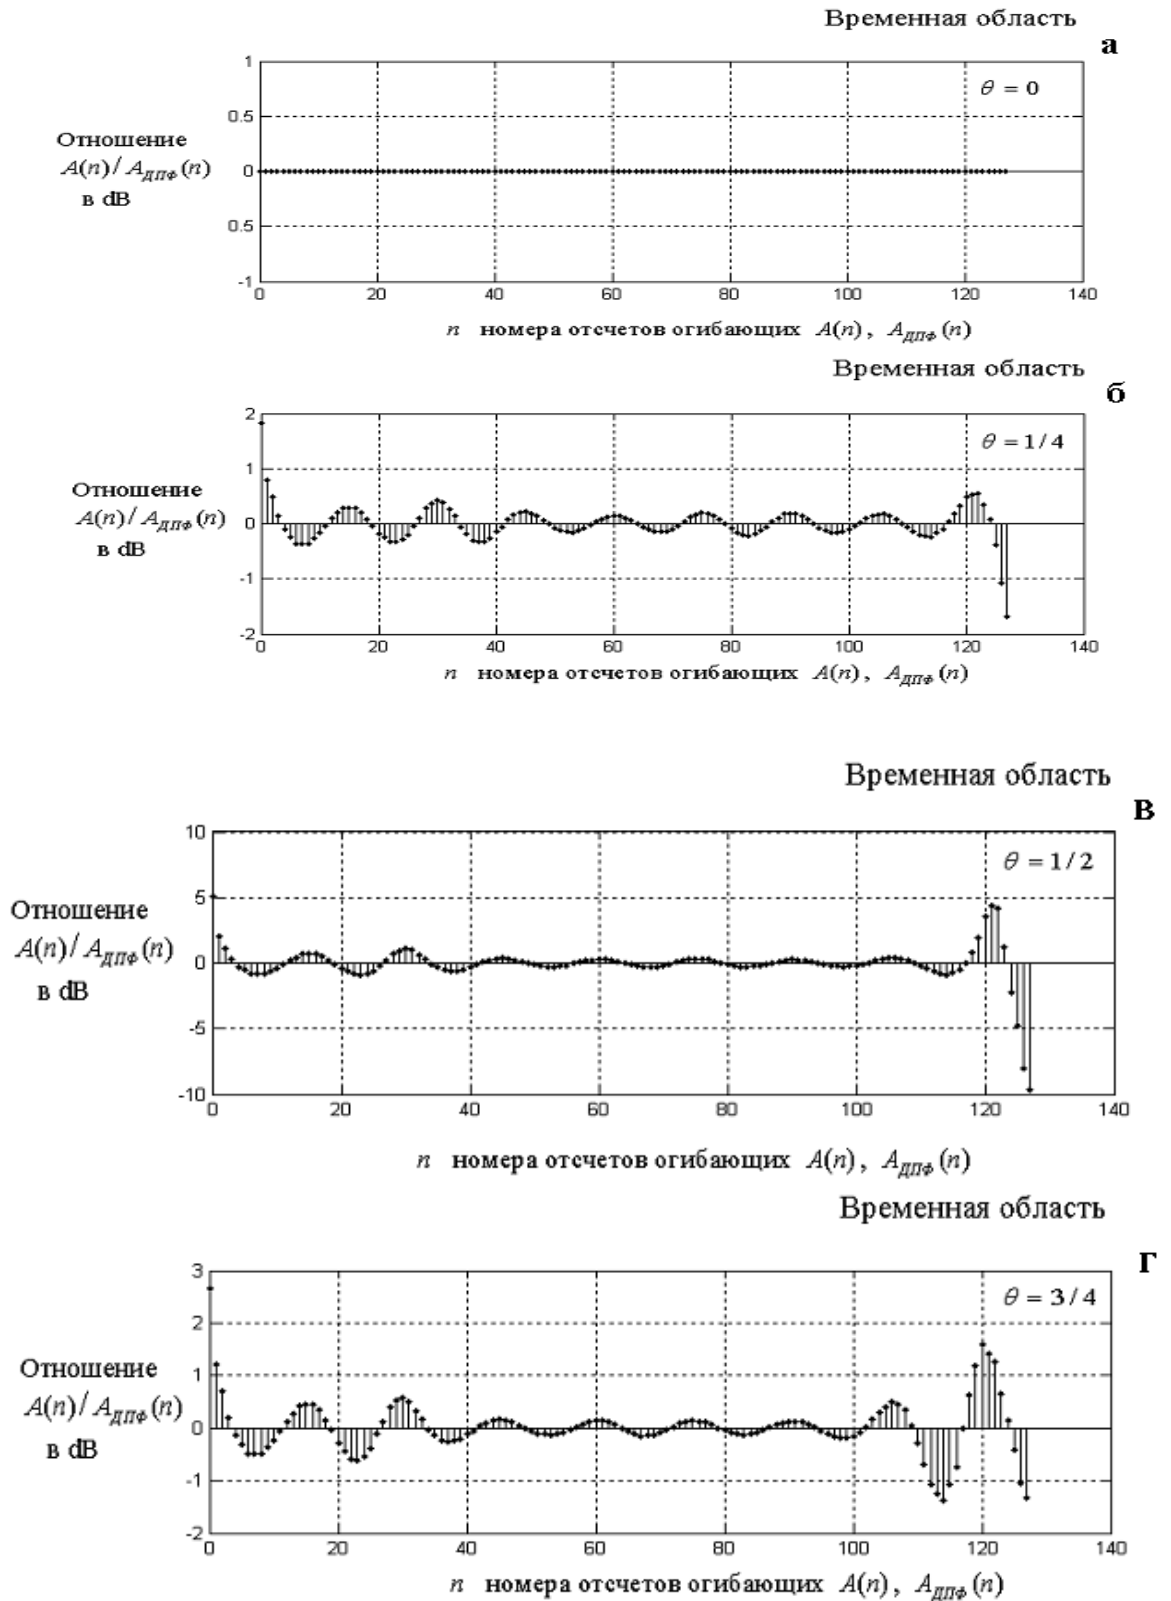 Временная область
а
1
θ = 0
0.5
Отношение
A(n)/A_ДПФ(n)
в dB
0
0.5
-1
0 20 40 60 80 100 120 140
n номера отсчетов огибающих A(n), A_ДПФ(n)
Временная область
б
2
θ = 1/4
1
Отношение
A(n)/A_ДПФ(n)
в dB
0
-1
-2
0 20 40 60 80 100 120 140
n номера отсчетов огибающих A(n), A_ДПФ(n)
Временная область
в
10
θ = 1/2
5
Отношение
A(n)/A_ДПФ(n)
в dB
0
-5
-10
0 20 40 60 80 100 120 140
n номера отсчетов огибающих A(n), A_ДПФ(n)
Временная область
г
3
θ = 3/4
2
1
Отношение
A(n)/A_ДПФ(n)
в dB
0
-1
-2
0 20 40 60 80 100 120 140
n номера отсчетов огибающих A(n), A_ДПФ(n)